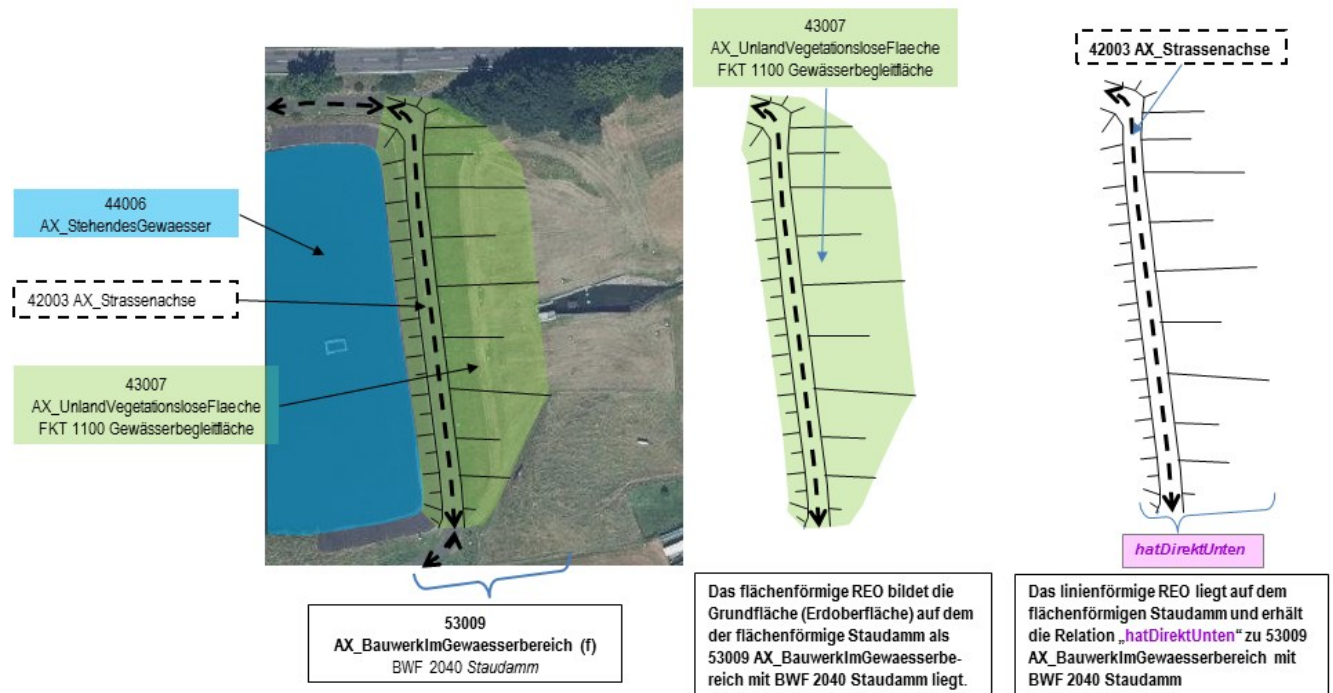 44006
AX_StehendesGewaesser
42003 AX_Strassenachse
43007
AX_UnlandVegetationsloseFlaeche
FKT 1100 Gewässerbegleitfläche
53009
AX_BauwerkImGewaesserbereich (f)
BWF 2040 Staudamm
43007
AX_UnlandVegetationsloseFlaeche
FKT 1100 Gewässerbegleitfläche
Das flächenförmige REO bildet die
Grundfläche (Erdoberfläche) auf dem
der flächenförmige Staudamm als
53009 AX_BauwerkImGewaesserbe-
reich mit BWF 2040 Staudamm liegt.
42003 AX_Strassenachse
hatDirektUnten
Das linienförmige REO liegt auf dem
flächenförmigen Staudamm und erhält
die Relation „hatDirektUnten“ zu 53009
AX_BauwerkImGewaesserbereich mit
BWF 2040 Staudamm